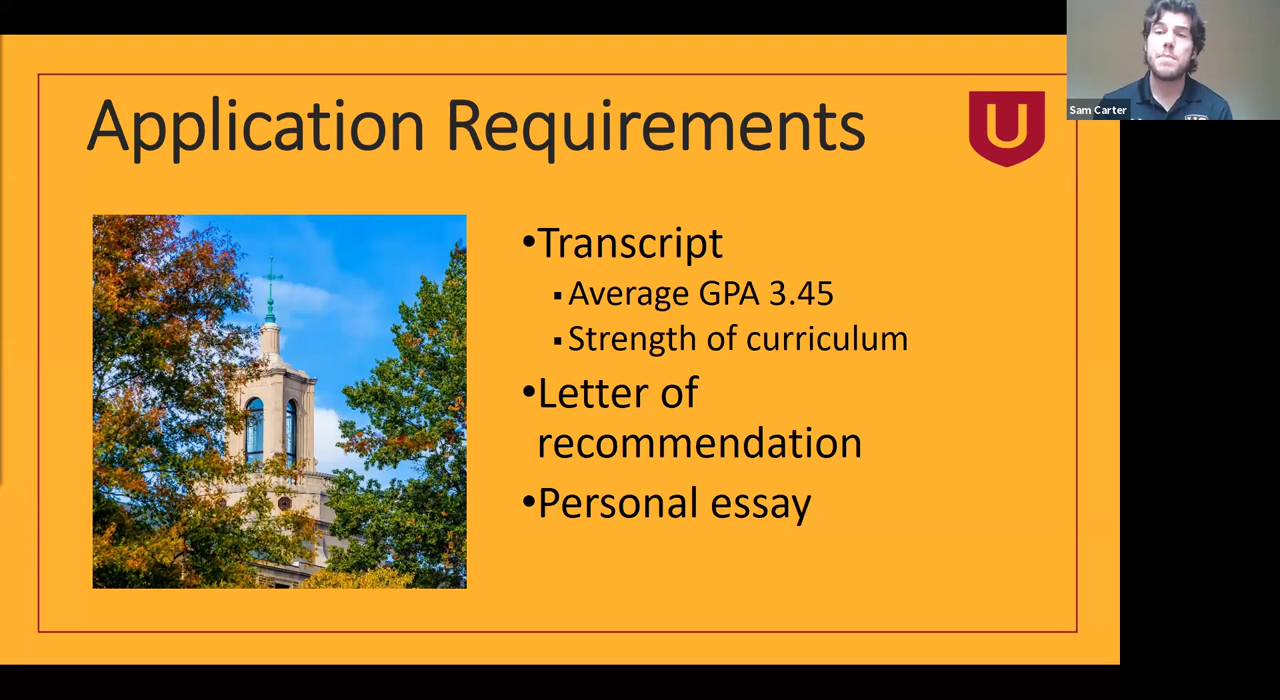 Application Requirements
U
Sam Carter
•Transcript
▪Average GPA 3.45
▪Strength of curriculum
•Letter of
recommendation
•Personal essay